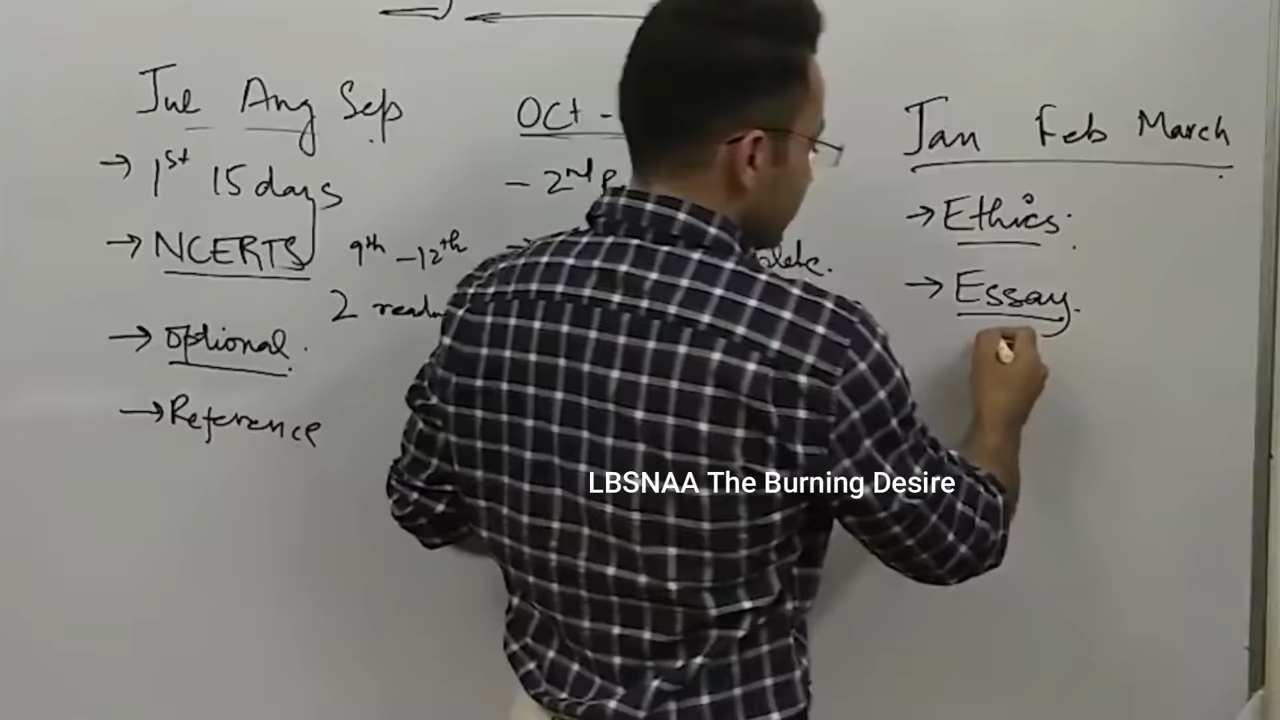 Jul Aug Sep
→ 1st 15 days
→ NCERTS 9th - 12th
2
→ optional.
→ Reference
Oct -
- 2nd
Jan Feb March
→ Ethics.
→ Essay.
LBSNAA The Burning Desire